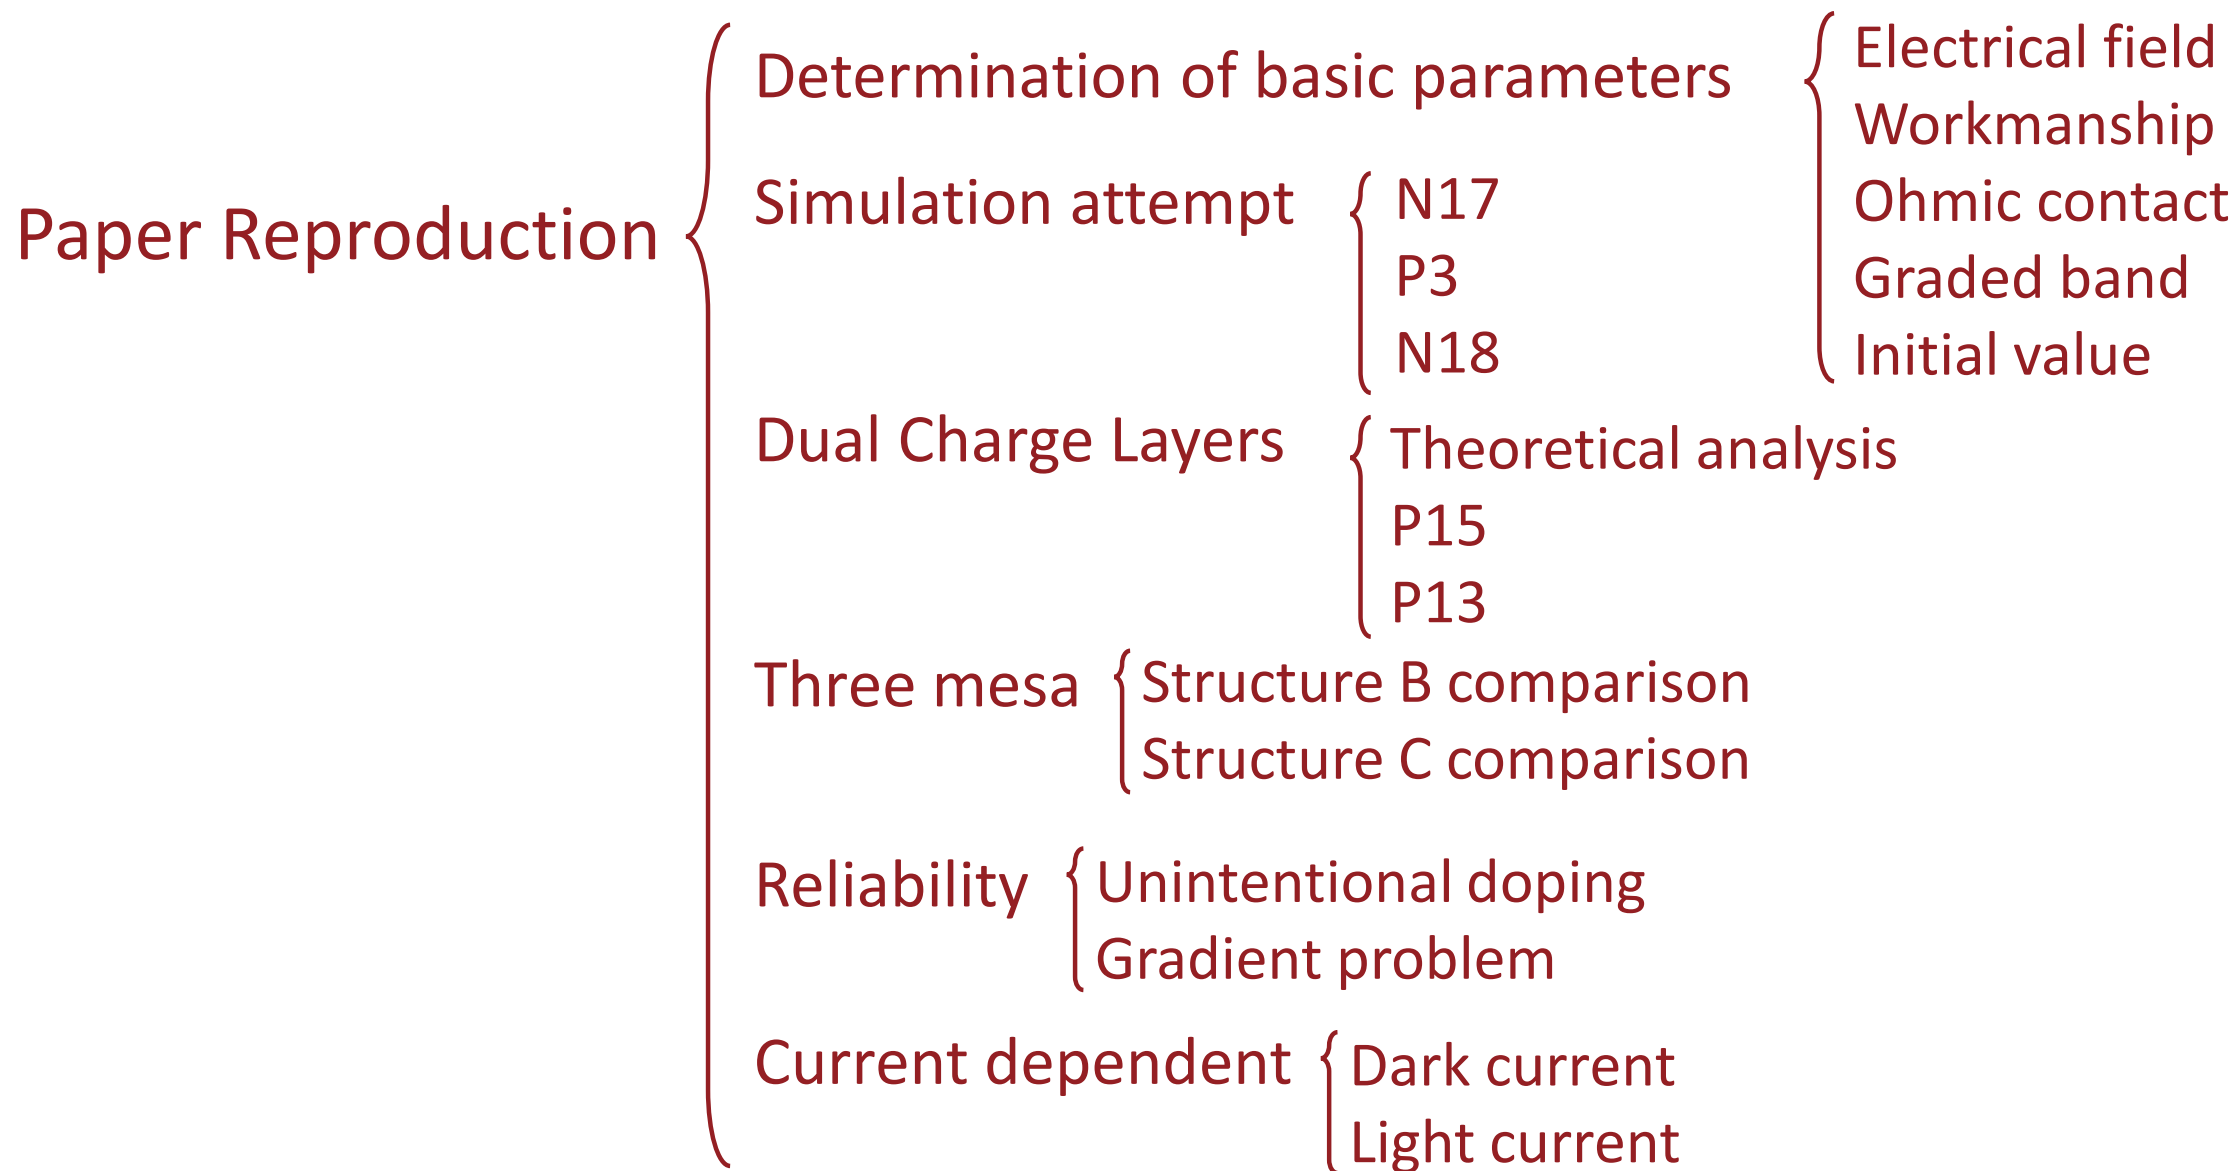 Paper Reproduction
Determination of basic parameters
Electrical field
Workmanship
Ohmic contact
Graded band
Initial value
Simulation attempt
N17
P3
N18
Dual Charge Layers
Theoretical analysis
P15
P13
Three mesa
Structure B comparison
Structure C comparison
Reliability
Unintentional doping
Gradient problem
Current dependent
Dark current
Light current